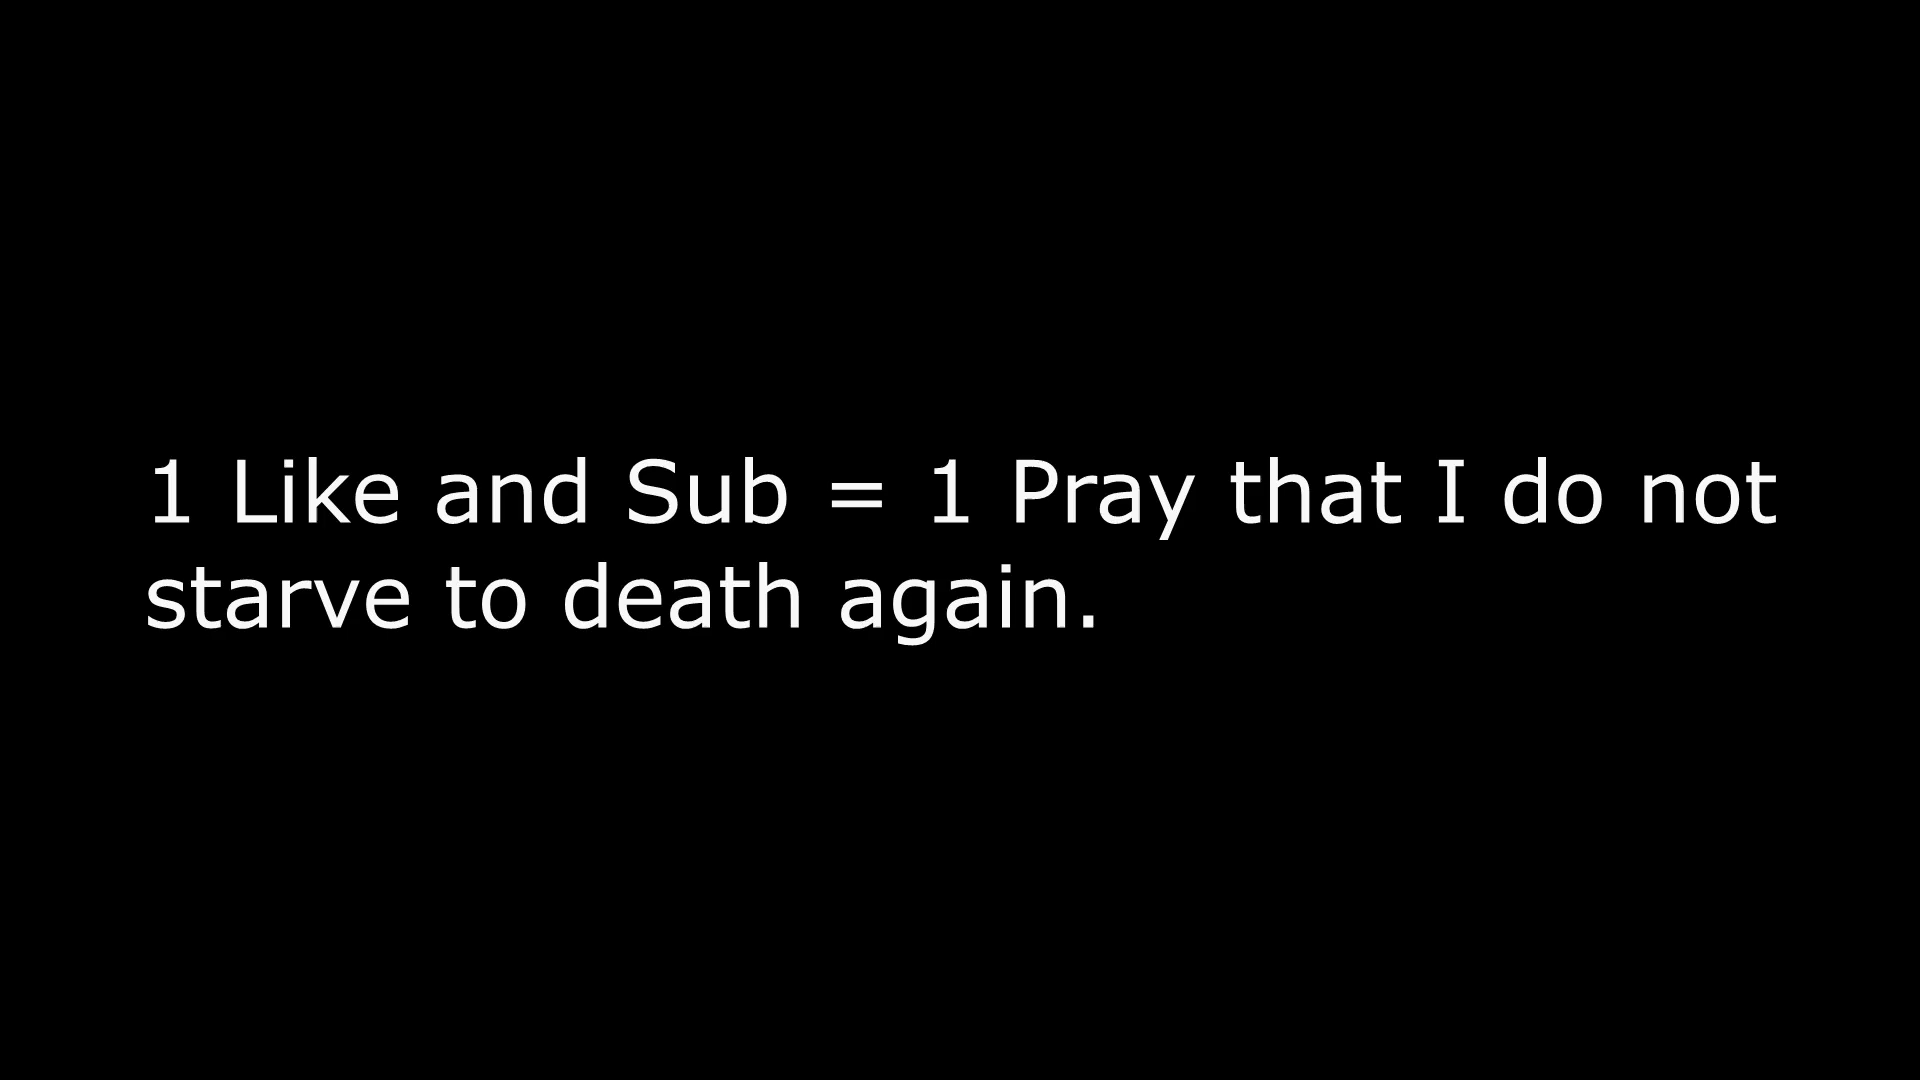 1 Like and Sub = 1 Pray that I do not
starve to death again.